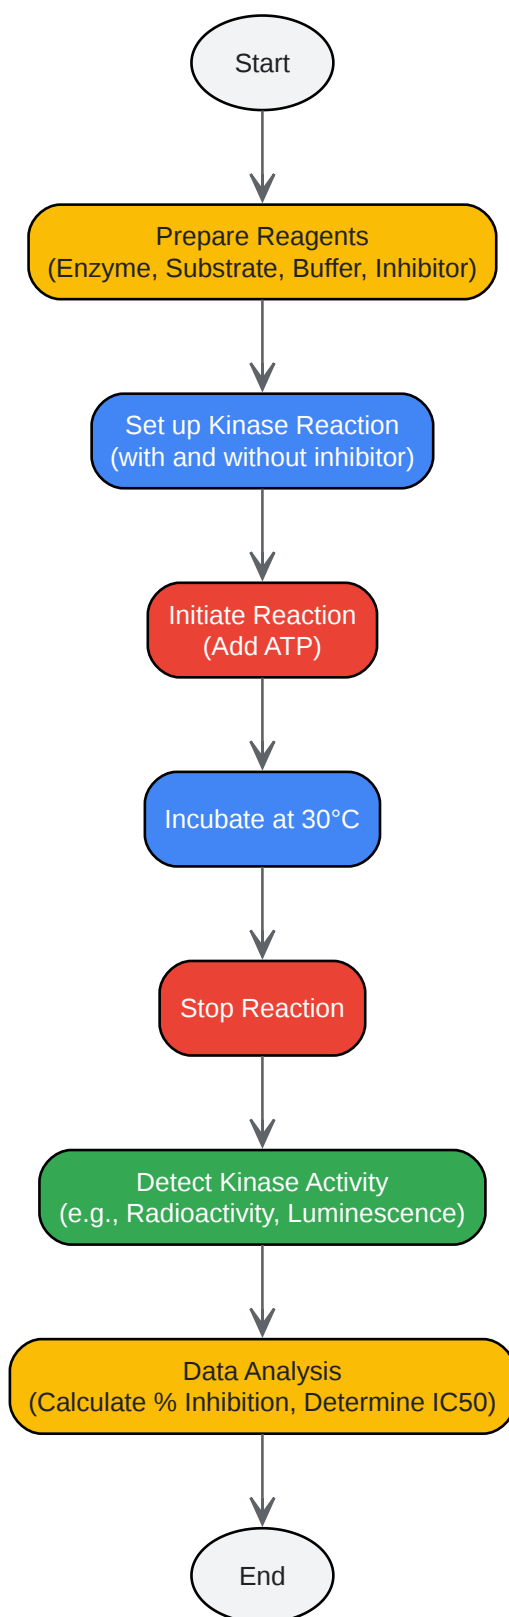 Start
Prepare Reagents
(Enzyme, Substrate, Buffer, Inhibitor)
Set up Kinase Reaction
(with and without inhibitor)
Initiate Reaction
(Add ATP)
Incubate at 30°C
Stop Reaction
Detect Kinase Activity
(e.g., Radioactivity, Luminescence)
Data Analysis
(Calculate % Inhibition, Determine IC50)
End